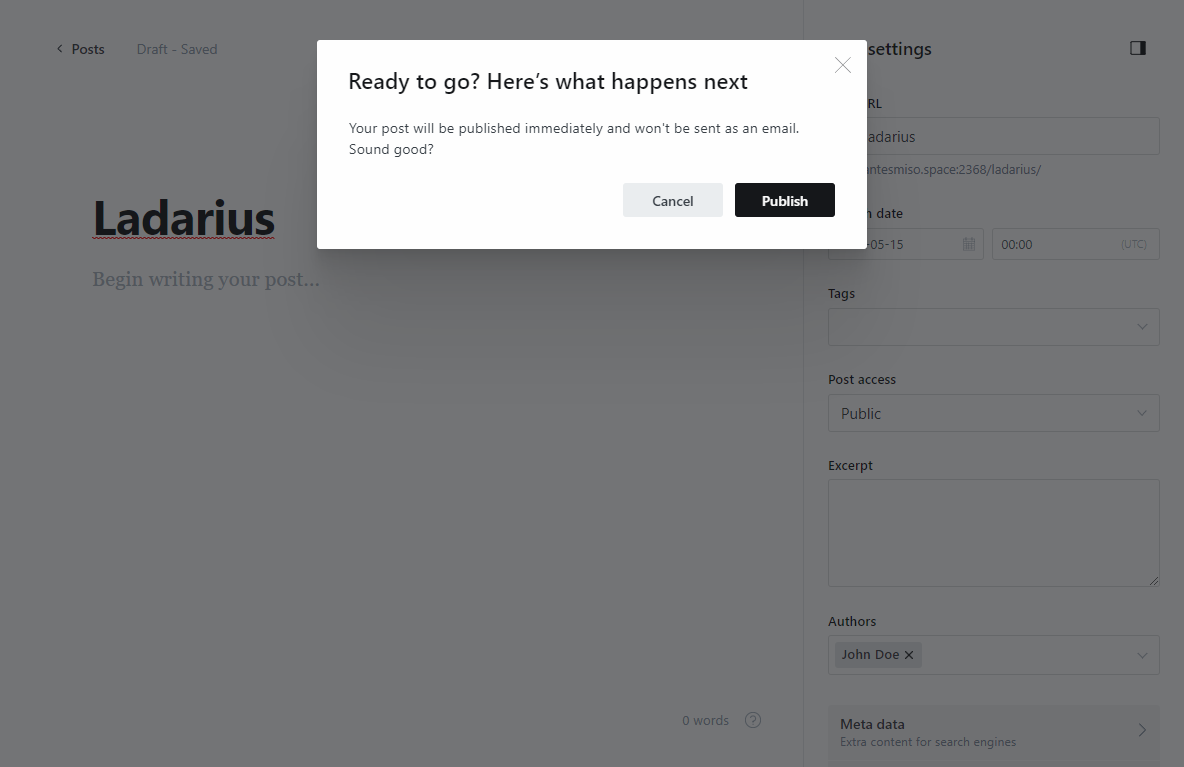 Posts
Draft - Saved
Ready to go? Here’s what happens next
Your post will be published immediately and won't be sent as an email.
Sound good?
Cancel
Publish
Ladarius
Begin writing your post...
0 words
?
settings
RL
adarius
ntesmiso.space:2368/ladarius/
date
-05-15
00:00
(UTC)
Tags
Post access
Public
Excerpt
Authors
John Doe ×
Meta data
Extra content for search engines